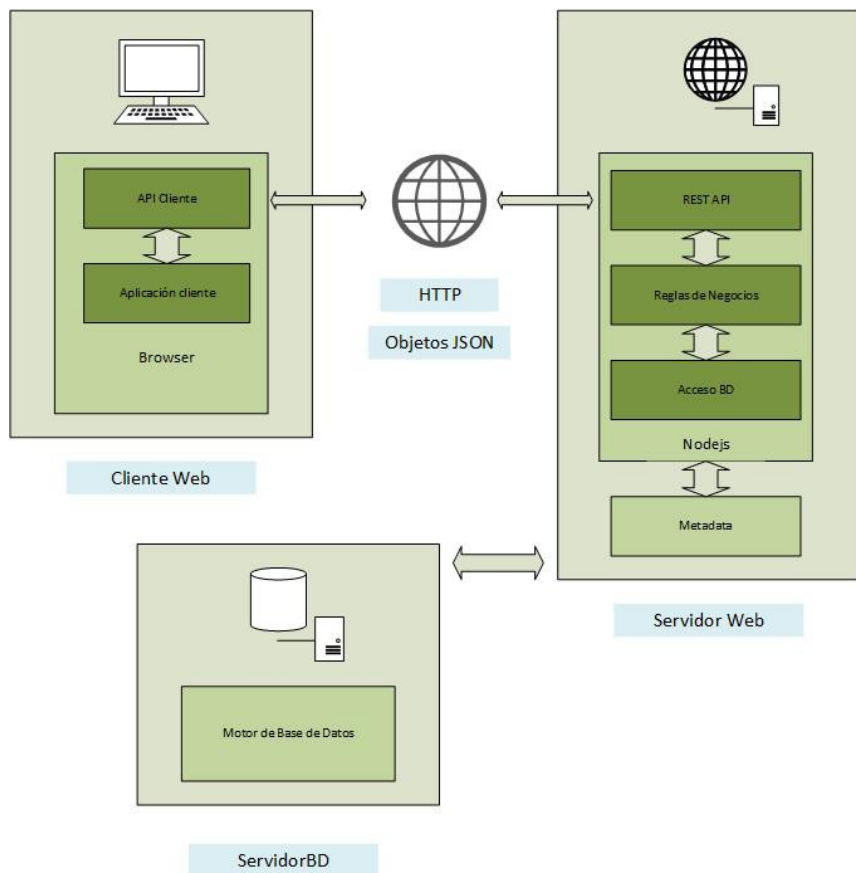 API Cliente
Aplicación cliente
Browser
Cliente Web
HTTP
Objetos JSON
REST API
Reglas de Negocios
Acceso BD
Nodejs
Metadata
Servidor Web
Motor de Base de Datos
ServidorBD